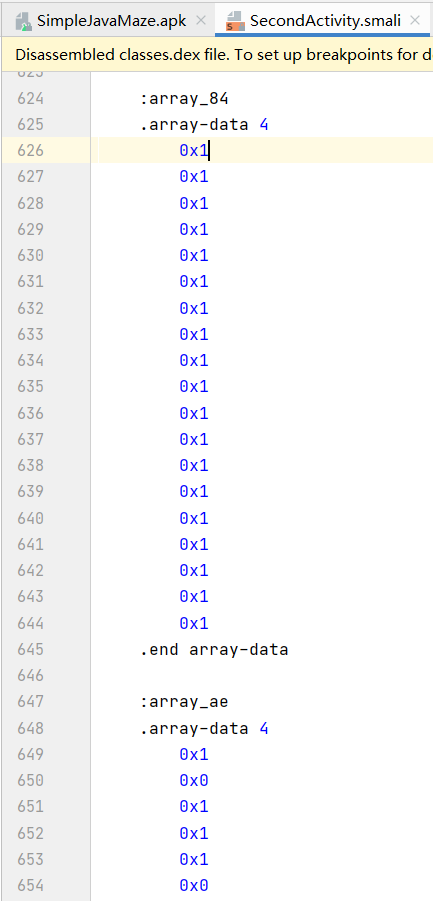 SimpleJavaMaze.apk × SecondActivity.smali ×
Disassembled classes.dex file. To set up breakpoints for d
624 :array_84
625 .array-data 4
626 0x1
627 0x1
628 0x1
629 0x1
630 0x1
631 0x1
632 0x1
633 0x1
634 0x1
635 0x1
636 0x1
637 0x1
638 0x1
639 0x1
640 0x1
641 0x1
642 0x1
643 0x1
644 0x1
645 .end array-data
646
647 :array_ae
648 .array-data 4
649 0x1
650 0x0
651 0x1
652 0x1
653 0x1
654 0x0